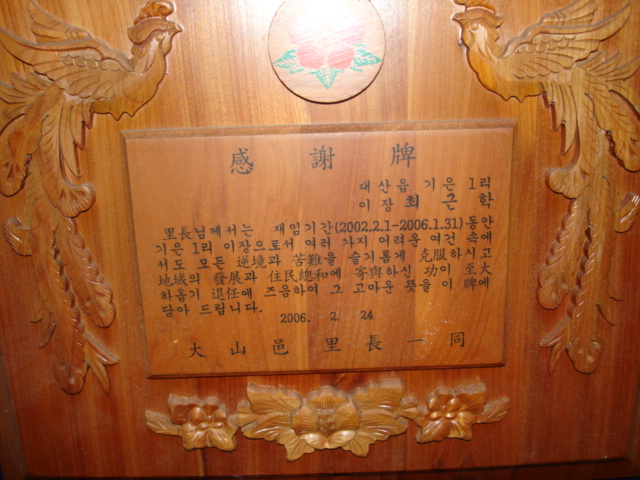 感謝牌
대산읍 기은 1리
이장 최근학
里長님께서는 재임기간(2002.2.1-2006.1.31)동안
기은 1리 이장으로서 여러 가지 어려운 여건 속에
서도 모든 逆境과 苦難을 슬기롭게 克服하시고
地域의 發展과 住民總和에 寄與하신 功이 至大
하옵기 退任에 즈음하여 그 고마운 뜻을 이 牌에
담아 드립니다.
2006. 2. 24
大山邑里長一同